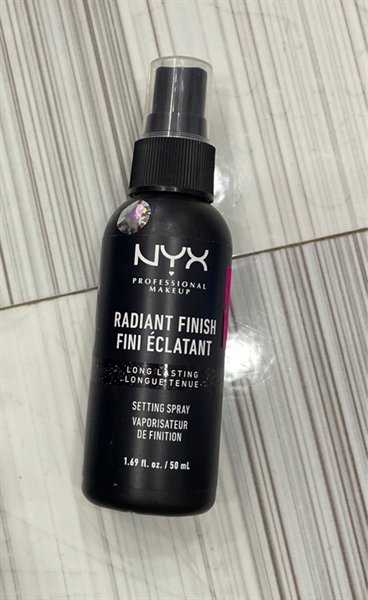 NYX
PROFESSIONAL
MAKEUP
RADIANT FINISH
FINI ÉCLATANT
LONG LASTING
LONGUE TENUE
SETTING SPRAY
VAPORISATEUR
DE FINITION
1.69 fl. oz. / 50 mL